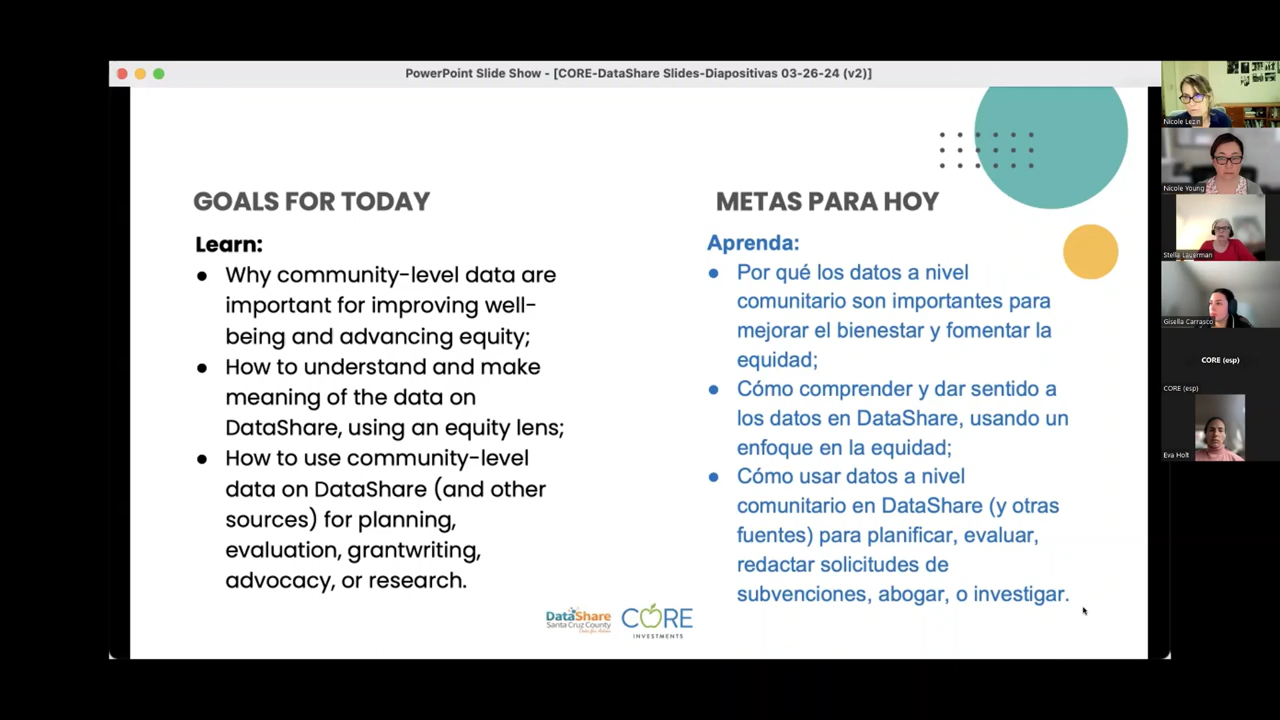 PowerPoint Slide Show - [CORE-DataShare Slides-Diapositivas 03-26-24 (v2)]
GOALS FOR TODAY
Learn:
● Why community-level data are
important for improving well-
being and advancing equity;
● How to understand and make
meaning of the data on
DataShare, using an equity lens;
● How to use community-level
data on DataShare (and other
sources) for planning,
evaluation, grantwriting,
advocacy, or research.
METAS PARA HOY
Aprenda:
● Por qué los datos a nivel
comunitario son importantes para
mejorar el bienestar y fomentar la
equidad;
● Cómo comprender y dar sentido a
los datos en DataShare, usando un
enfoque en la equidad;
● Cómo usar datos a nivel
comunitario en DataShare (y otras
fuentes) para planificar, evaluar,
redactar solicitudes de
subvenciones, abogar, o investigar.
DataShare
Santa Cruz County
Data for Action
CORE
INVESTMENTS
Nicole Lezin
Nicole Young
Stella Lauerman
Gisella Carrasco
CORE (esp)
CORE (esp)
Eva Holt